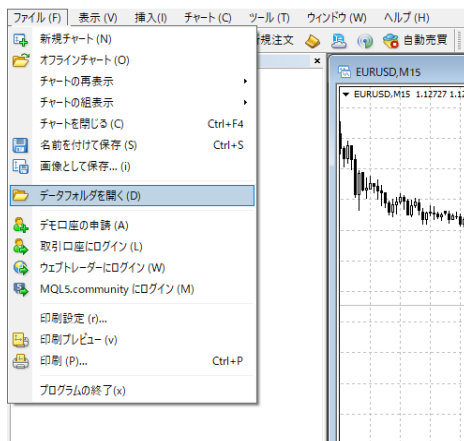 ファイル (F) 表示 (V) 挿入(I) チャート (C) ツール (T) ウィンドウ (W) ヘルプ (H)
規注文 自動売買
新規チャート (N)
オフラインチャート (O)
チャートの再表示
チャートの組表示
チャートを閉じる (C) Ctrl+F4
名前を付けて保存 (S) Ctrl+S
画像として保存... (i)
データフォルダを開く (D)
デモ口座の申請 (A)
取引口座にログイン (L)
ウェブトレーダーにログイン (W)
MQL5.community にログイン (M)
印刷設定 (r)...
印刷プレビュー (v)
印刷 (P)... Ctrl+P
プログラムの終了(x)
EURUSD,M15
EURUSD,M15 1.12727 1.12